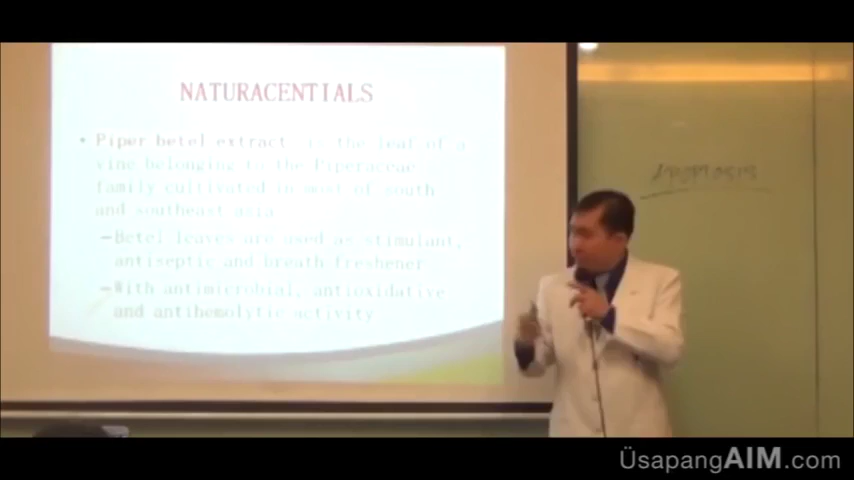 NATURACENTIALS
• Piper betel extract is the leaf of a
vine belonging to the Piperaceae
family cultivated in most of south
and southeast asia
–Betel leaves are used as stimulant,
antiseptic and breath freshener
–With antimicrobial, antioxidative
and antihemolytic activity
APOPTOSIS
ÜsapangAIM.com